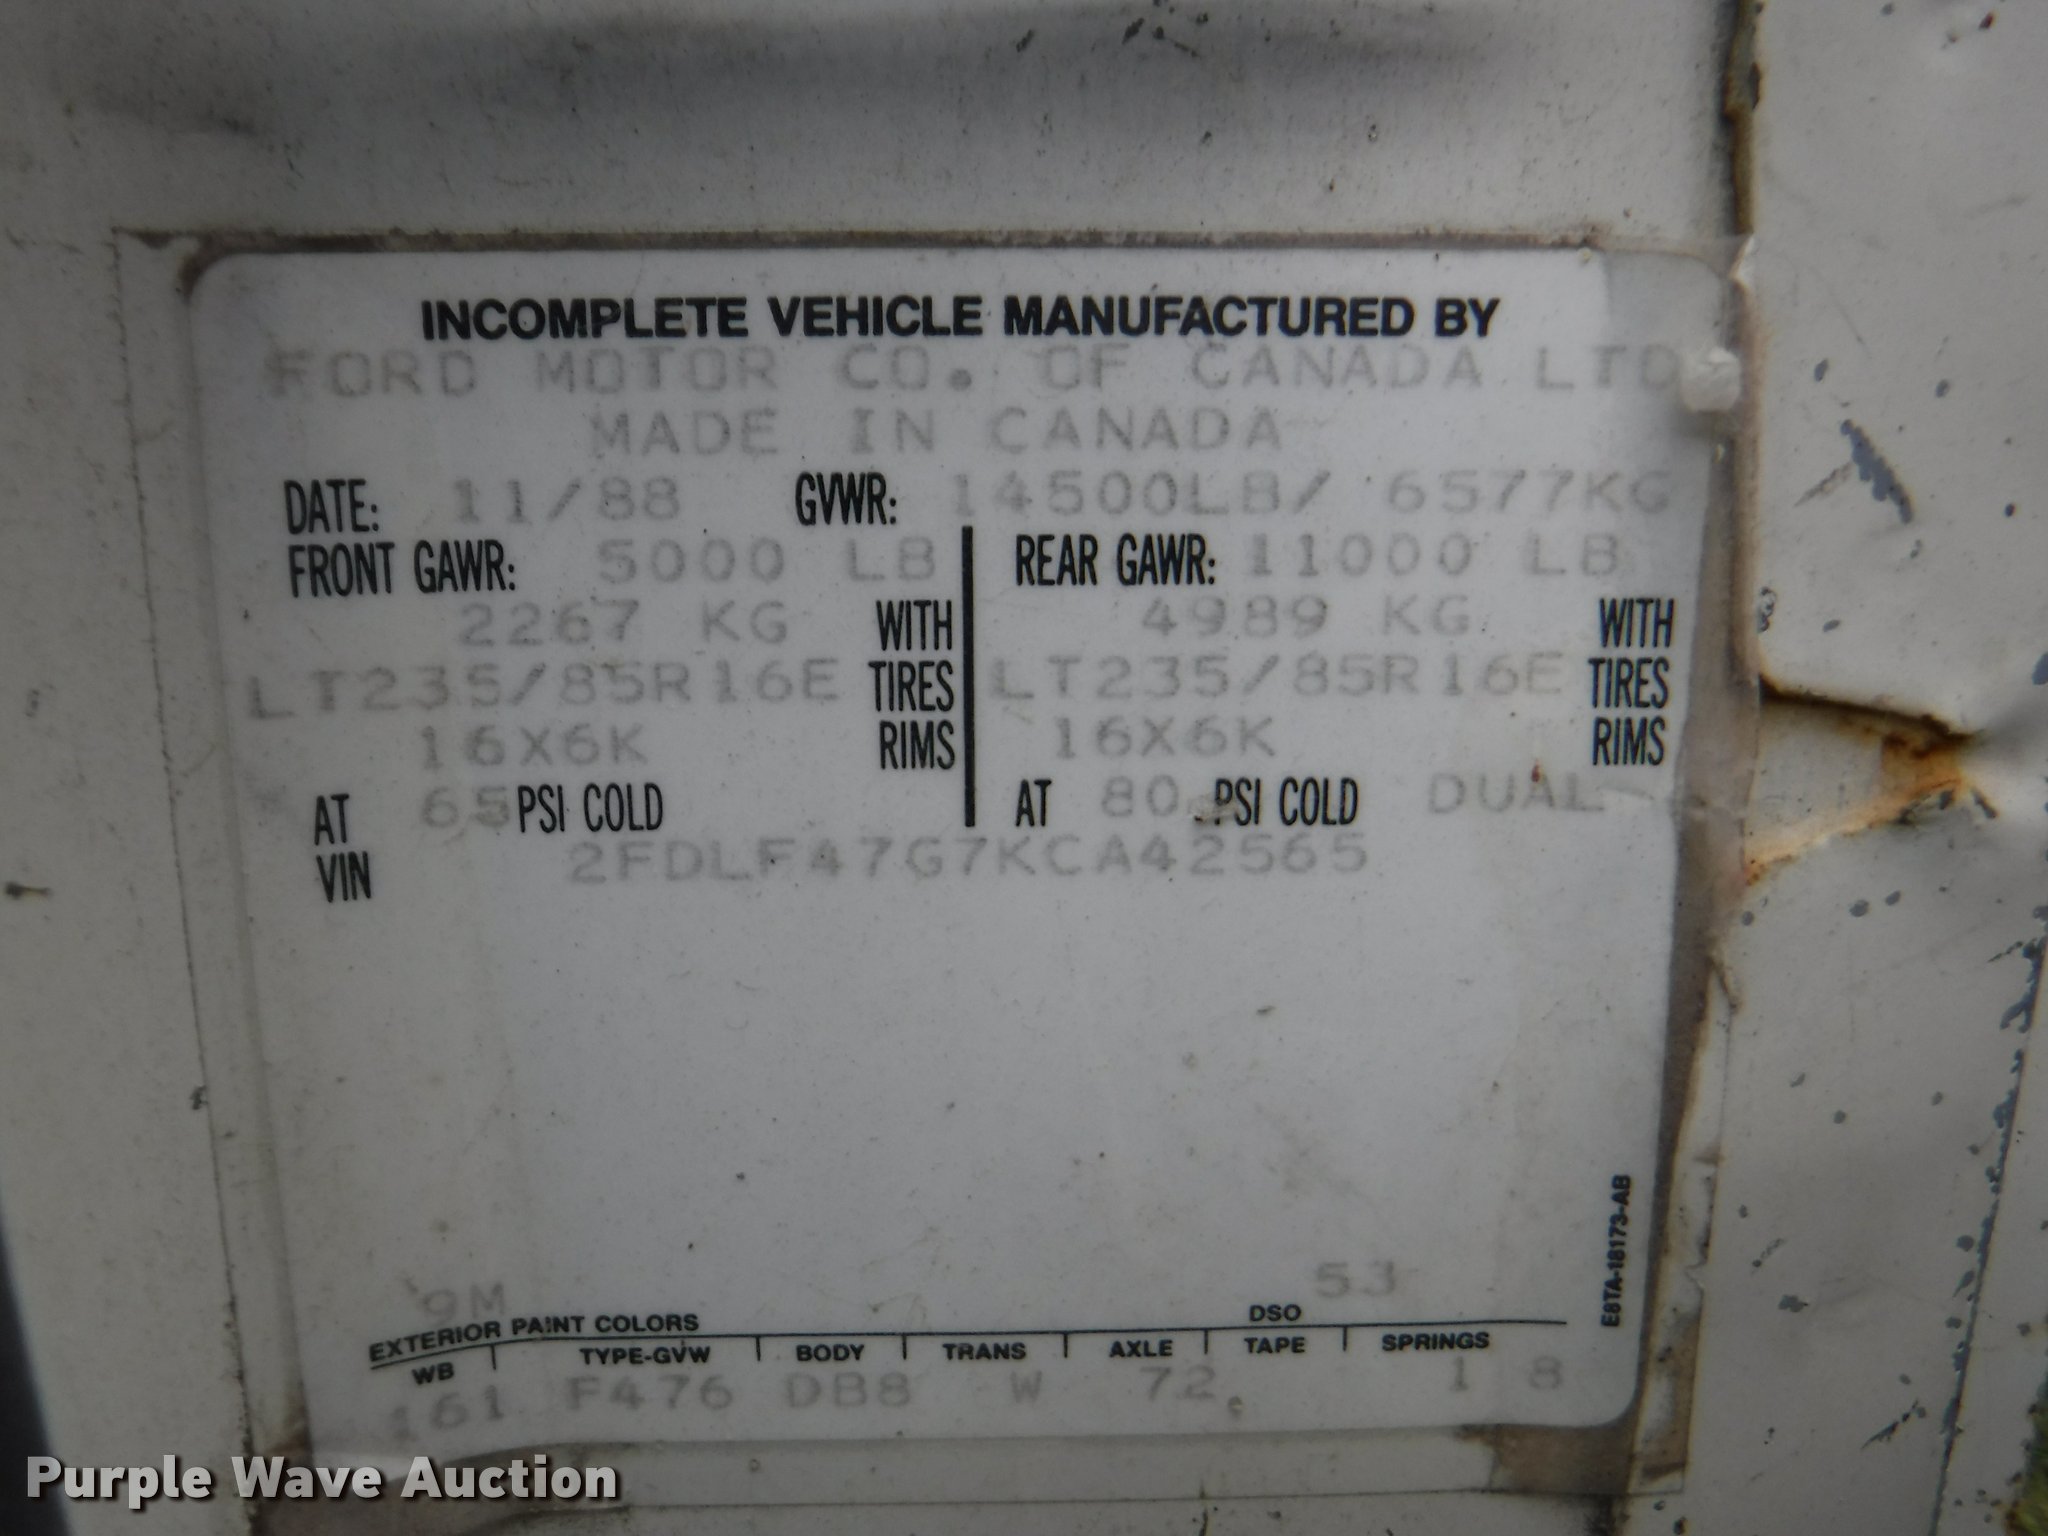 INCOMPLETE VEHICLE MANUFACTURED BY
FORD MOTOR CO. OF CANADA LTD
MADE IN CANADA
DATE: 11/88 GVWR: 14500LB/ 6577KG
FRONT GAWR: 5000 LB REAR GAWR: 11000 LB
2267 KG WITH 4989 KG WITH
LT235/85R16E TIRES LT235/85R16E TIRES
16X6K RIMS 16X6K RIMS
AT 65 PSI COLD AT 80 PSI COLD DUAL
VIN 2FDLF47G7KCA42565
E8TA-18173-AB
9M 53
EXTERIOR PAINT COLORS DSO
WB TYPE-GVW BODY TRANS AXLE TAPE SPRINGS
161 F476 DB8 W 72 1 8
Purple Wave Auction